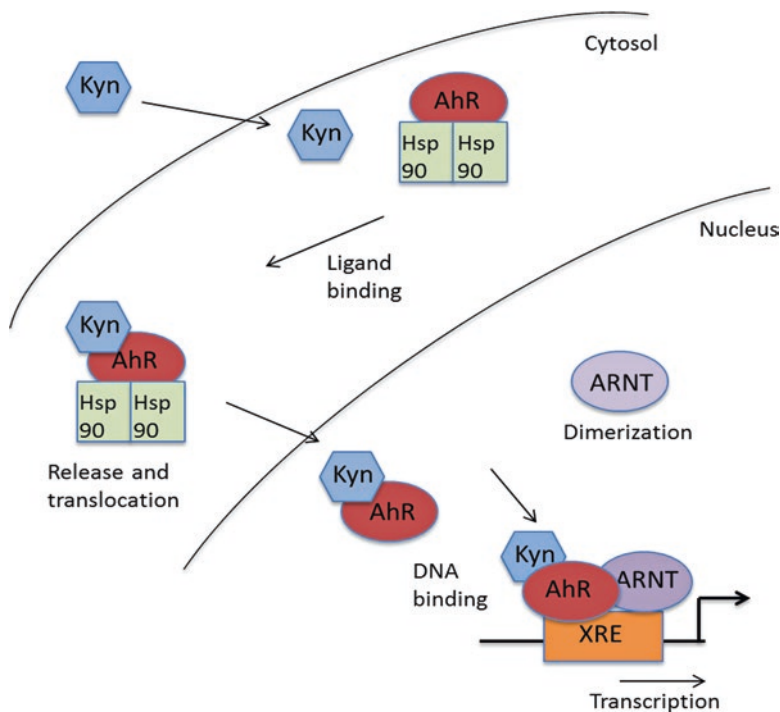 Cytosol
Kyn
Kyn
AhR
Hsp Hsp
90 90
Nucleus
Ligand
binding
Kyn
AhR
Hsp Hsp
90 90
ARNT
Dimerization
Release and
translocation
Kyn
AhR
DNA
binding
Kyn
AhR
ARNT
XRE
Transcription